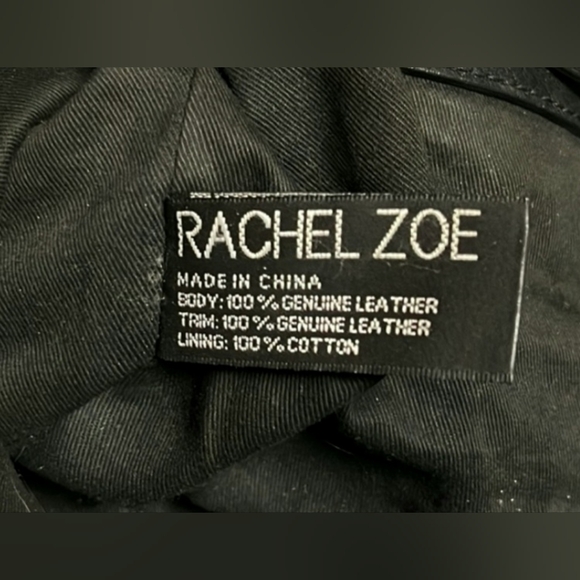 RACHEL ZOE
MADE IN CHINA
BODY: 100 % GENUINE LEATHER
TRIM: 100 % GENUINE LEATHER
LINING: 100 % COTTON